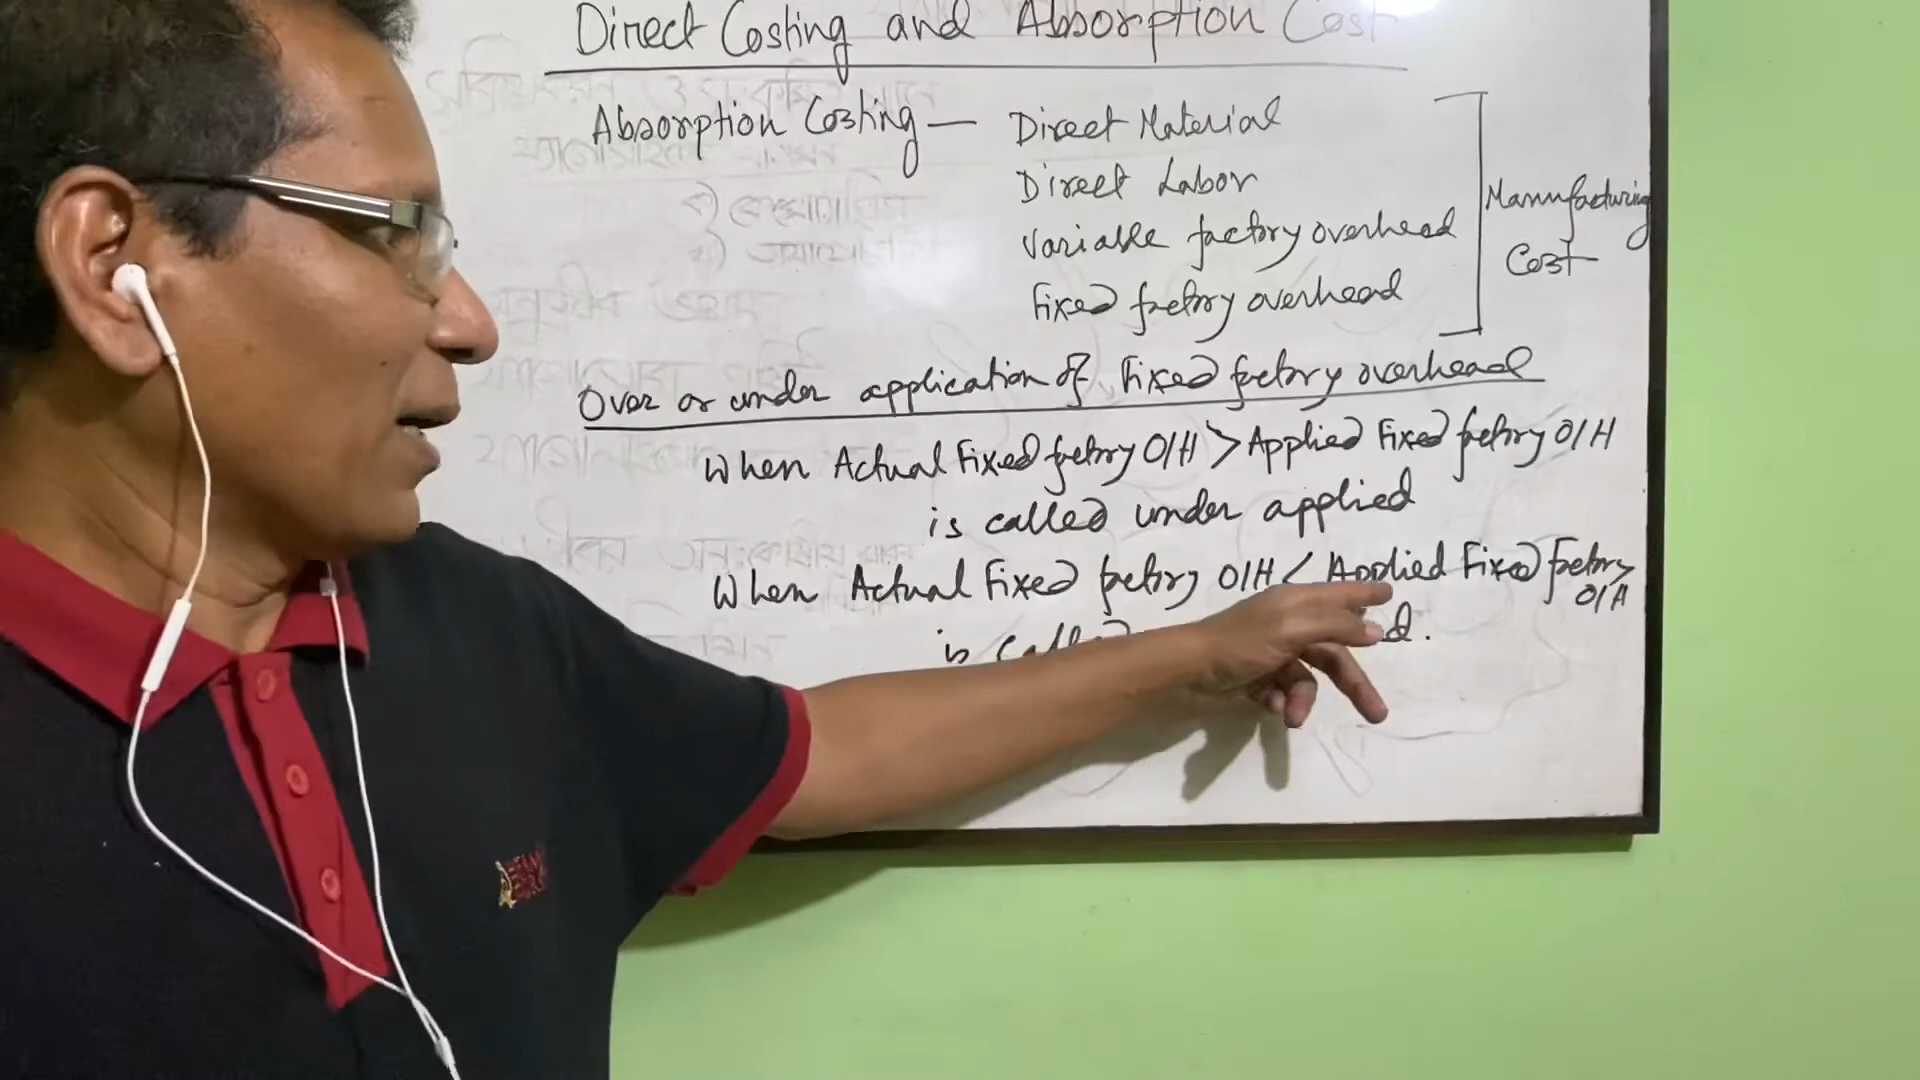 Direct Costing and Absorption Cost
Absorption Costing — Direct Material
Direct Labor
Variable factory overhead
Fixed factory overhead
Manufacturing
Cost
Over or under application of Fixed factory overhead
When Actual Fixed factory O/H > Applied Fixed factory O/H
is called under applied
When Actual Fixed factory O/H < Applied Fixed Factory
O/H
is